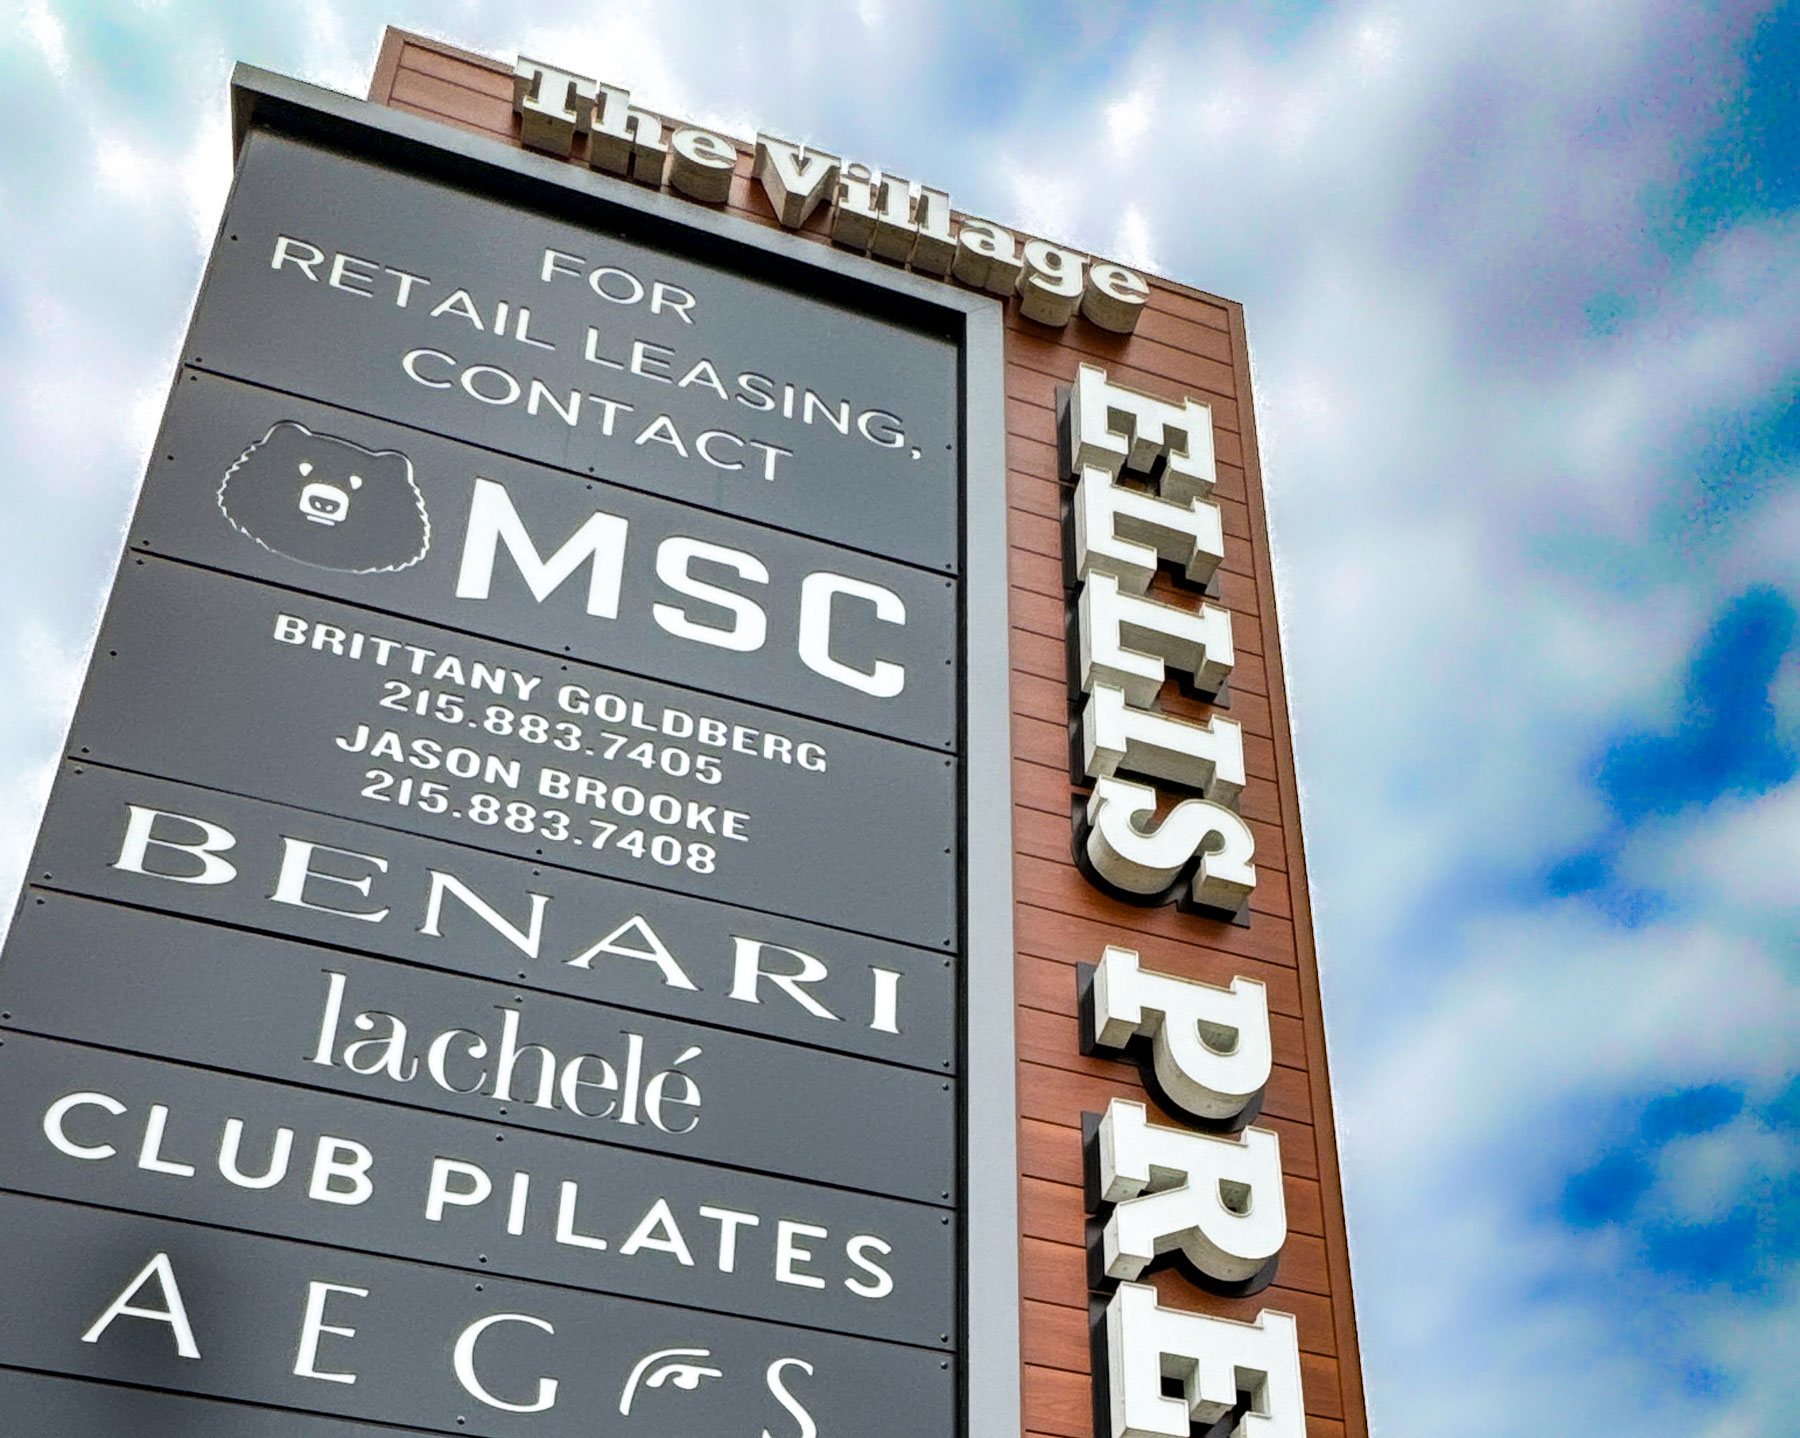 The Village
FOR
RETAIL LEASING,
CONTACT
MSC
BRITTANY GOLDBERG
215.883.7405
JASON BROOKE
215.883.7408
BENARI
lachelé
CLUB PILATES
AEG S
ELLIS PRE